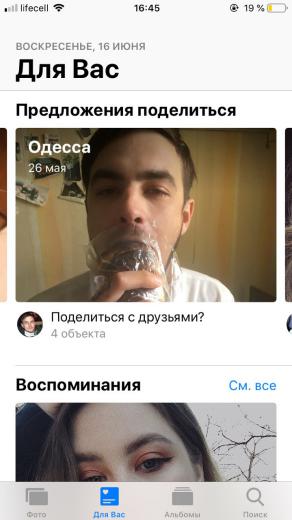 lifecell 16:45 19 %
ВОСКРЕСЕНЬЕ, 16 ИЮНЯ
Для Вас
Предложения поделиться
Одесса
26 мая
Поделиться с друзьями?
4 объекта
Воспоминания См. все
Фото Для Вас Альбомы Поиск